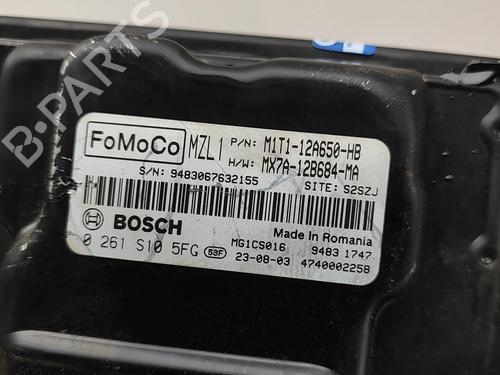 B-PARTS
FoMoCo MZL1 P/N: M1T1-12A650-HB
H/W: MX7A-12B684-MA
S/N: 9483067632155 SITE: S2SZJ
BOSCH MG1CS016 Made in Romania
9483 1747
0 261 S10 5FG 53F 23-08-03 4740002258